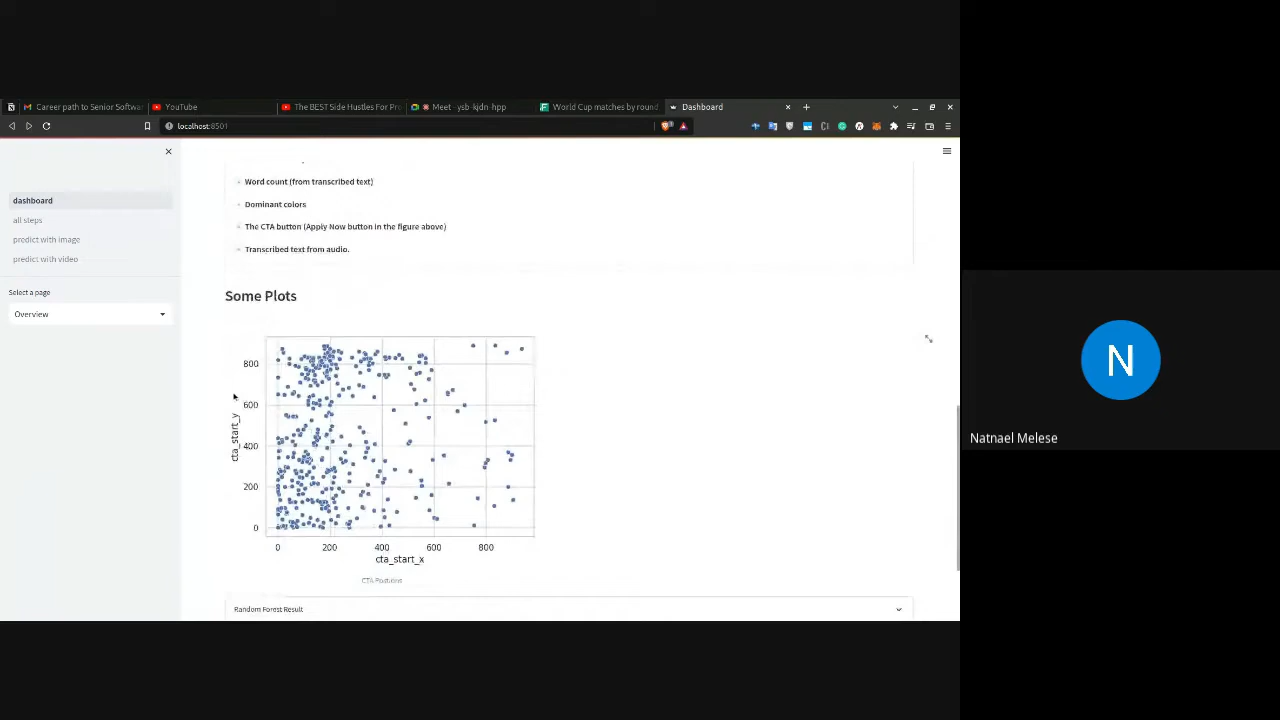 Career path to Senior Softwar
YouTube
The BEST Side Hustles For Pr
Meet - ysb-kjdn-hpp
World Cup matches by round
Dashboard
localhost:8501
dashboard
all steps
predict with image
predict with video
Select a page
Overview
Word count (from transcribed text)
Dominant colors
The CTA button (Apply Now button in the figure above)
Transcribed text from audio.
Some Plots
800
600
400
200
0
cta_start_y
0 200 400 600 800
cta_start_x
CTA Positions
Random Forest Result
N
Natnael Melese